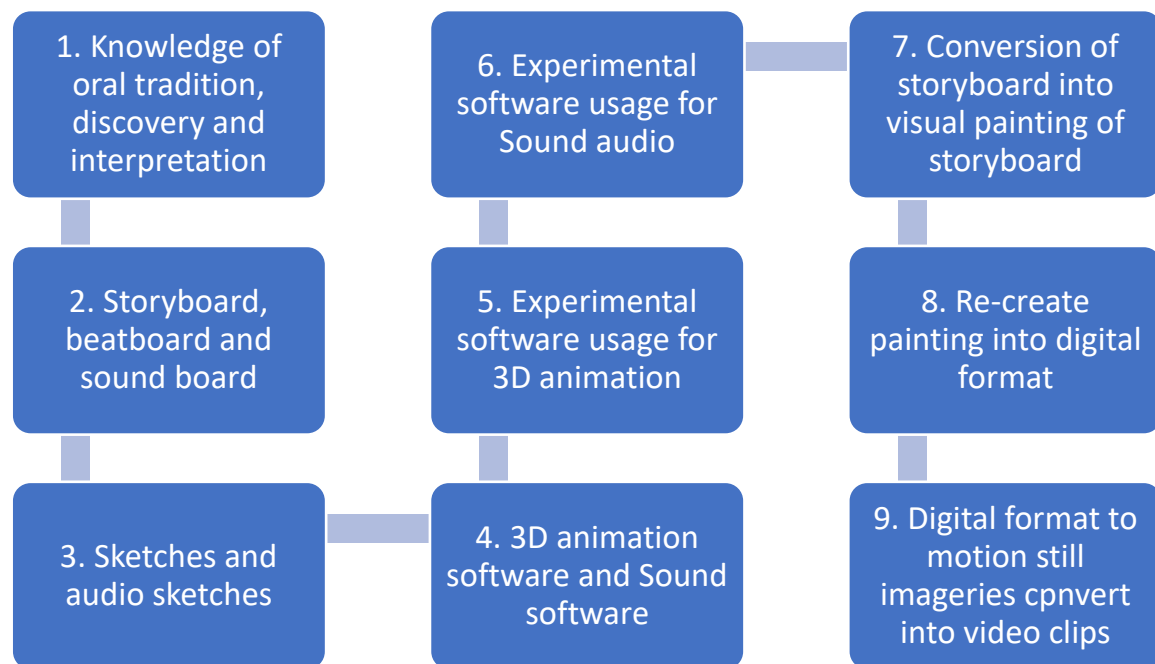 1. Knowledge of
oral tradition,
discovery and
interpretation
2. Storyboard,
beatboard and
sound board
3. Sketches and
audio sketches
4. 3D animation
software and Sound
software
5. Experimental
software usage for
3D animation
6. Experimental
software usage for
Sound audio
7. Conversion of
storyboard into
visual painting of
storyboard
8. Re-create
painting into digital
format
9. Digital format to
motion still
imageries cpnvert
into video clips